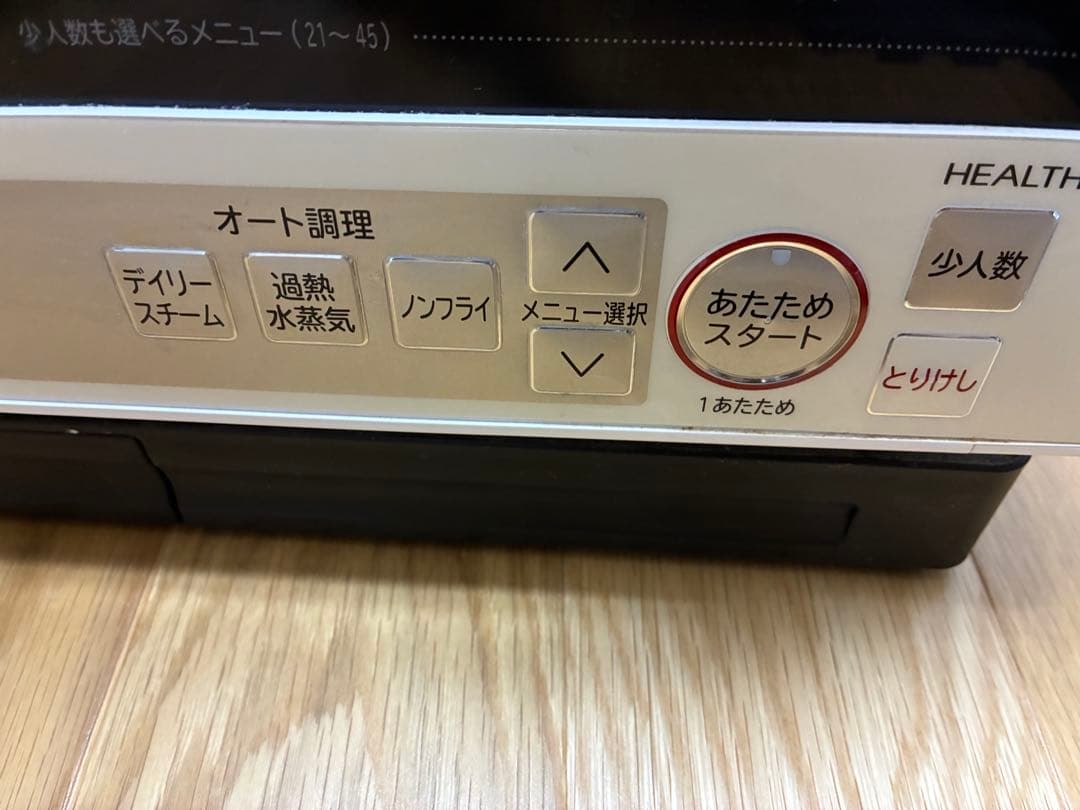 少人数も選べるメニュー(21〜45)
HEALTH
オート調理
デイリー
スチーム
過熱
水蒸気
ノンフライ
メニュー選択
あたため
スタート
1あたため
少人数
とりけし